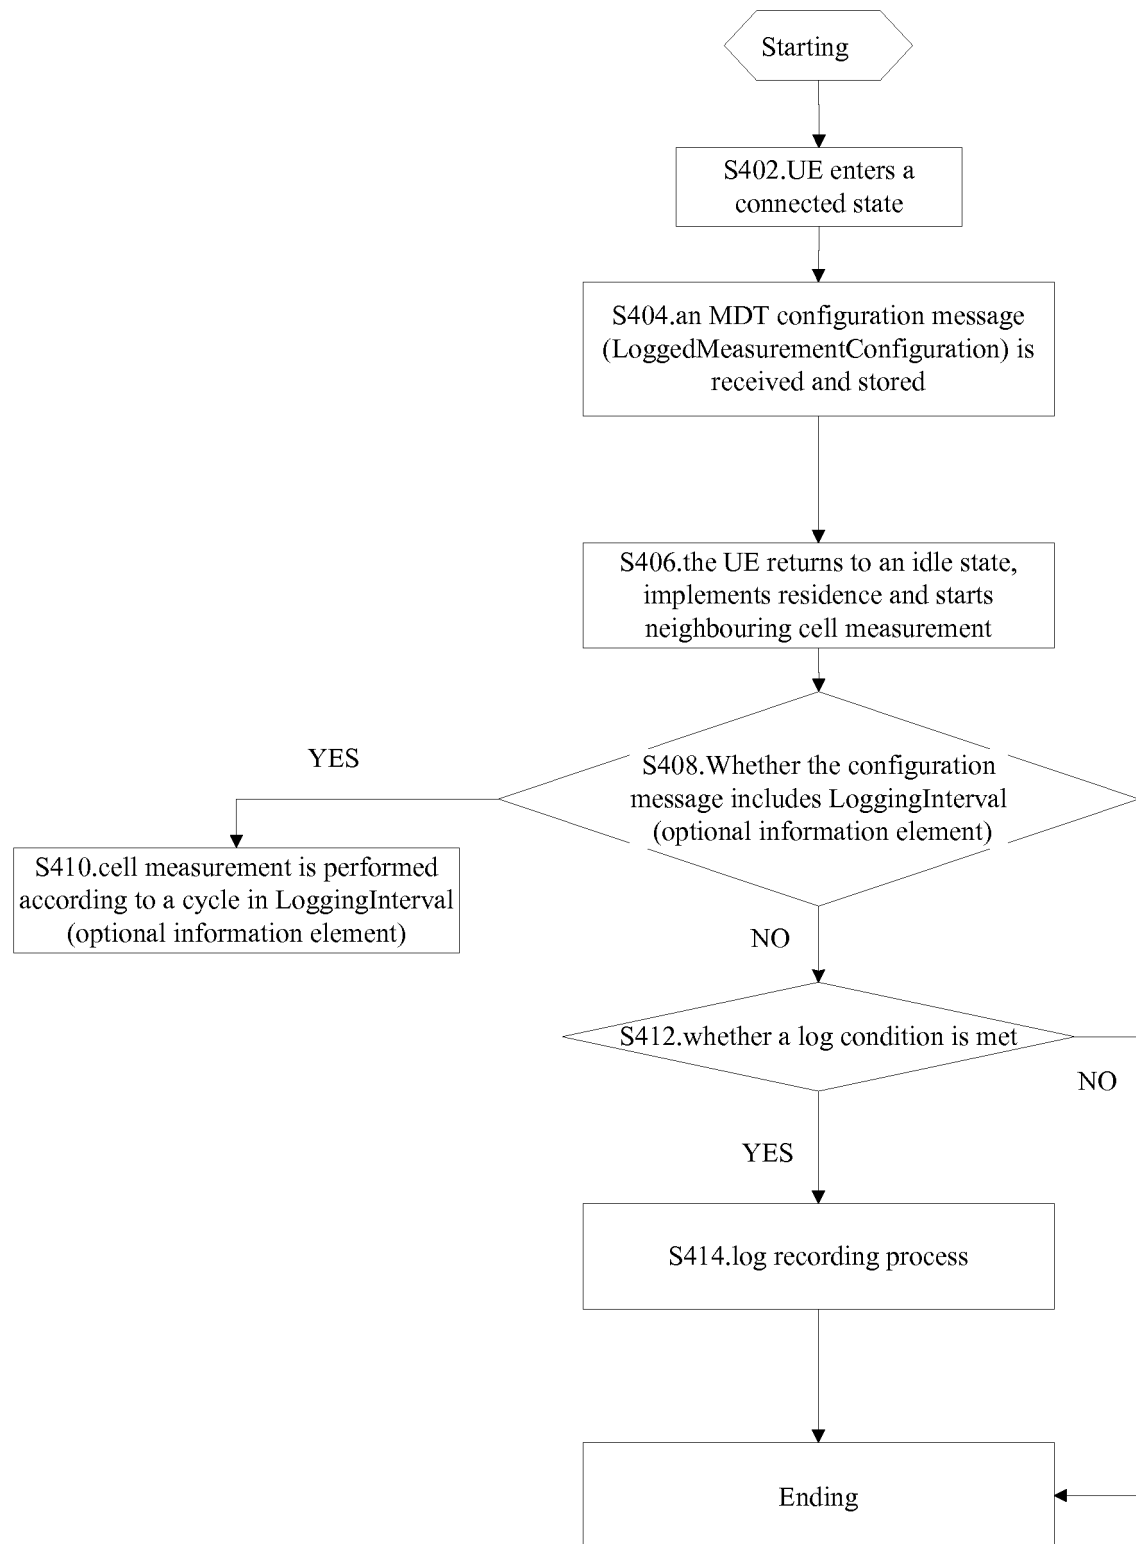 Starting
S402.UE enters a
connected state
S404.an MDT configuration message
(LoggedMeasurementConfiguration) is
received and stored
S406.the UE returns to an idle state,
implements residence and starts
neighbouring cell measurement
YES
S408.Whether the configuration
message includes LoggingInterval
(optional information element)
S410.cell measurement is performed
according to a cycle in LoggingInterval
(optional information element)
NO
S412.whether a log condition is met
NO
YES
S414.log recording process
Ending